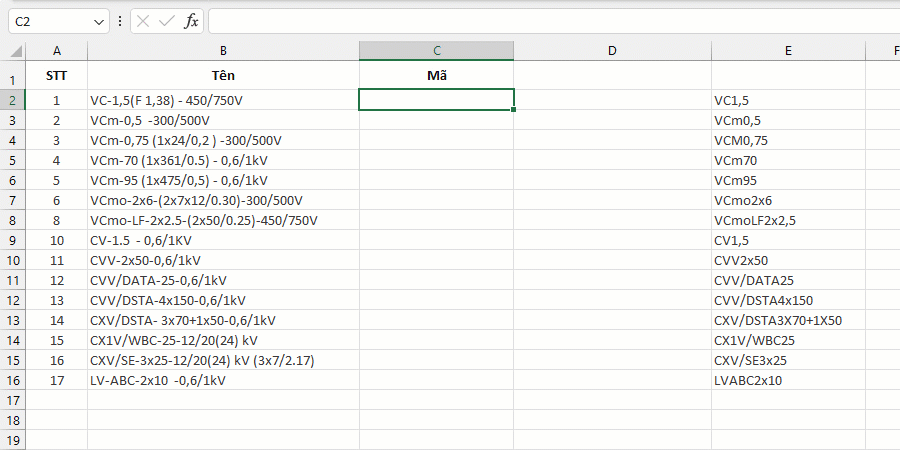 C2 fx
A B C D E F
1 STT Tên Mã
2 1 VC-1,5(F 1,38) - 450/750V VC1,5
3 2 VCm-0,5 -300/500V VCm0,5
4 3 VCm-0,75 (1x24/0,2 ) -300/500V VCM0,75
5 4 VCm-70 (1x361/0.5) - 0,6/1kV VCm70
6 5 VCm-95 (1x475/0,5) - 0,6/1kV VCm95
7 6 VCmo-2x6-(2x7x12/0.30)-300/500V VCmo2x6
8 8 VCmo-LF-2x2.5-(2x50/0.25)-450/750V VCmoLF2x2,5
9 10 CV-1.5 - 0,6/1KV CV1,5
10 11 CVV-2x50-0,6/1kV CVV2x50
11 12 CVV/DATA-25-0,6/1kV CVV/DATA25
12 13 CVV/DSTA-4x150-0,6/1kV CVV/DSTA4x150
13 14 CXV/DSTA- 3x70+1x50-0,6/1kV CXV/DSTA3X70+1X50
14 15 CX1V/WBC-25-12/20(24) kV CX1V/WBC25
15 16 CXV/SE-3x25-12/20(24) kV (3x7/2.17) CXV/SE3x25
16 17 LV-ABC-2x10 -0,6/1kV LVABC2x10
17
18
19